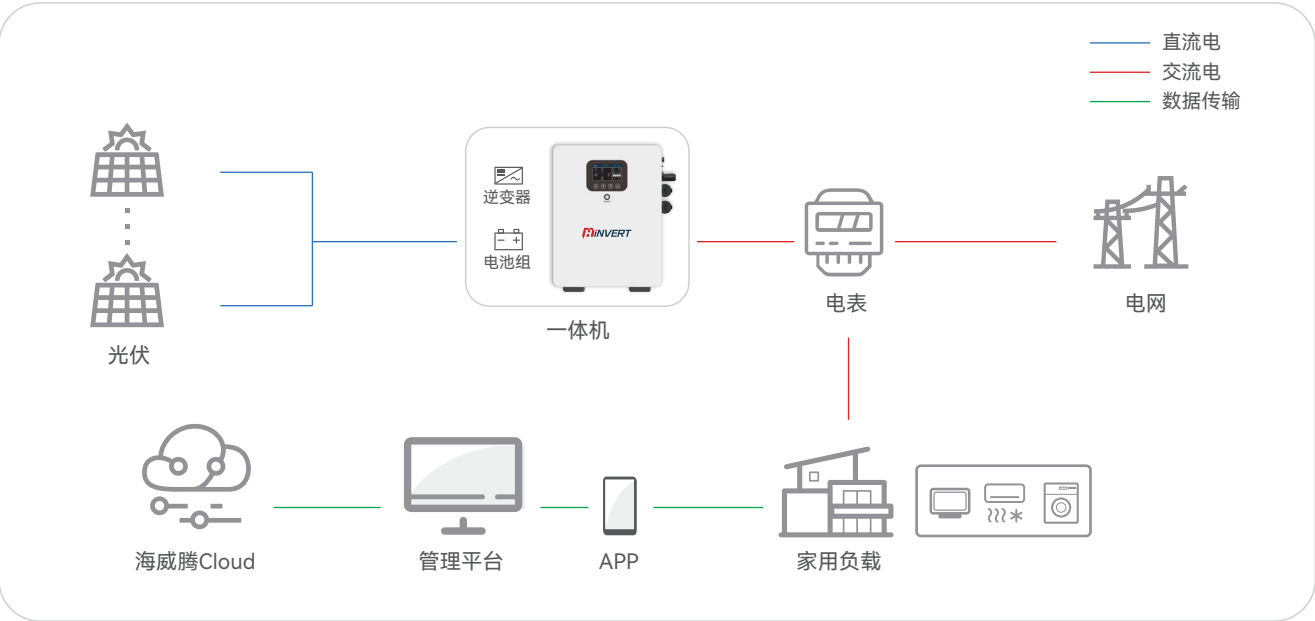 直流电
交流电
数据传输
逆变器
电池组
HiNVERT
一体机
光伏
电表
电网
海威腾Cloud
管理平台
APP
家用负载